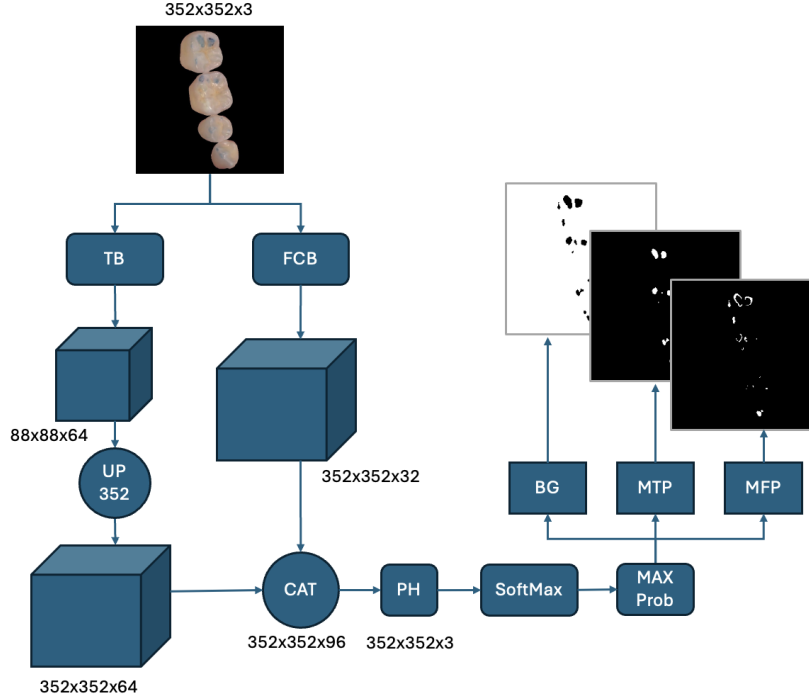 352x352x3
TB
FCB
88x88x64
UP
352
352x352x32
BG
MTP
MFP
CAT
PH
SoftMax
MAX
Prob
352x352x96
352x352x3
352x352x64